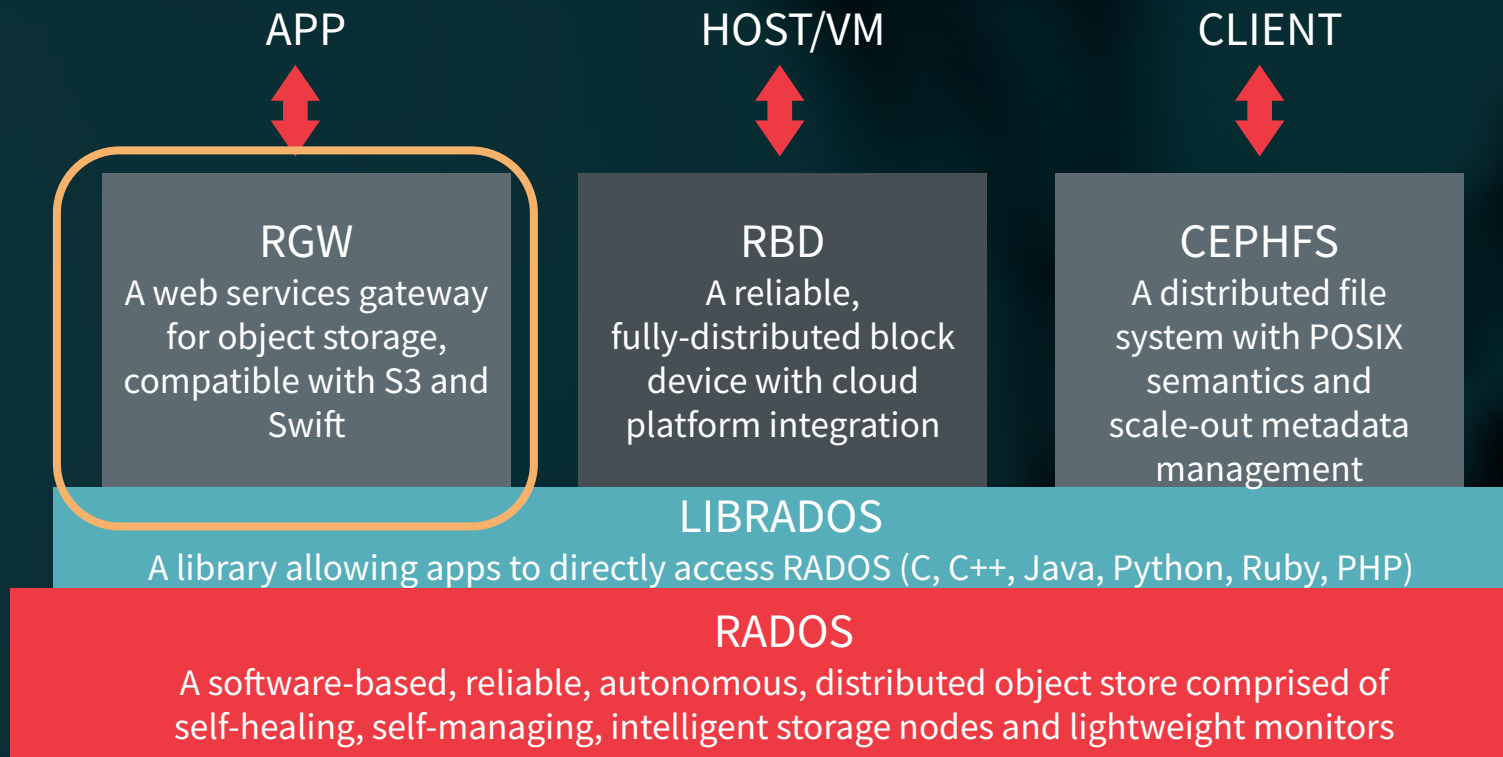 APP
HOST/VM
CLIENT
RGW
A web services gateway
for object storage,
compatible with S3 and
Swift
RBD
A reliable,
fully-distributed block
device with cloud
platform integration
CEPHFS
A distributed file
system with POSIX
semantics and
scale-out metadata
management
LIBRADOS
A library allowing apps to directly access RADOS (C, C++, Java, Python, Ruby, PHP)
RADOS
A software-based, reliable, autonomous, distributed object store comprised of
self-healing, self-managing, intelligent storage nodes and lightweight monitors